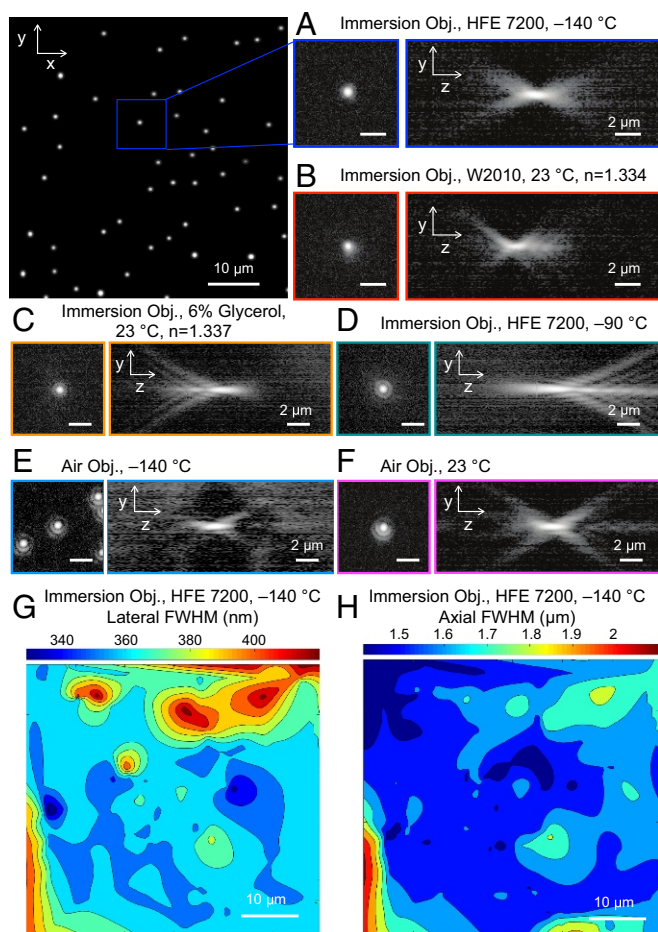 y
x
10 µm
A Immersion Obj., HFE 7200, –140 °C
y
z
2 µm
B Immersion Obj., W2010, 23 °C, n=1.334
y
z
2 µm
C Immersion Obj., 6% Glycerol,
23 °C, n=1.337
y
z
2 µm
D Immersion Obj., HFE 7200, –90 °C
y
z
2 µm
E Air Obj., –140 °C
y
z
2 µm
F Air Obj., 23 °C
y
z
2 µm
G Immersion Obj., HFE 7200, –140 °C
Lateral FWHM (nm)
340 360 380 400
10 µm
H Immersion Obj., HFE 7200, –140 °C
Axial FWHM (µm)
1.5 1.6 1.7 1.8 1.9 2
10 µm